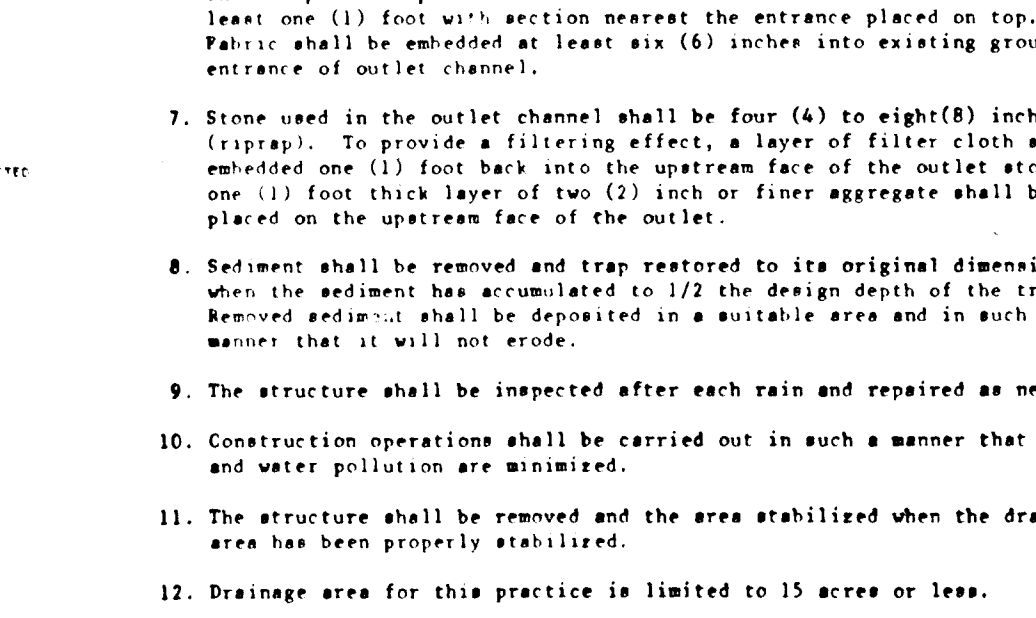 least one (1) foot with section nearest the entrance placed on top.
Fabric shall be embedded at least six (6) inches into existing grou
entrance of outlet channel.
7. Stone used in the outlet channel shall be four (4) to eight(8) inch
(riprap). To provide a filtering effect, a layer of filter cloth s
embedded one (1) foot back into the upstream face of the outlet sto
one (1) foot thick layer of two (2) inch or finer aggregate shall b
placed on the upstream face of the outlet.
8. Sediment shall be removed and trap restored to its original dimensi
when the sediment has accumulated to 1/2 the design depth of the tr
Removed sediment shall be deposited in a suitable area and in such
manner that it will not erode.
9. The structure shall be inspected after each rain and repaired as ne
10. Construction operations shall be carried out in such a manner that
and water pollution are minimized.
11. The structure shall be removed and the area stabilized when the dra
area has been properly stabilized.
12. Drainage area for this practice is limited to 15 acres or less.